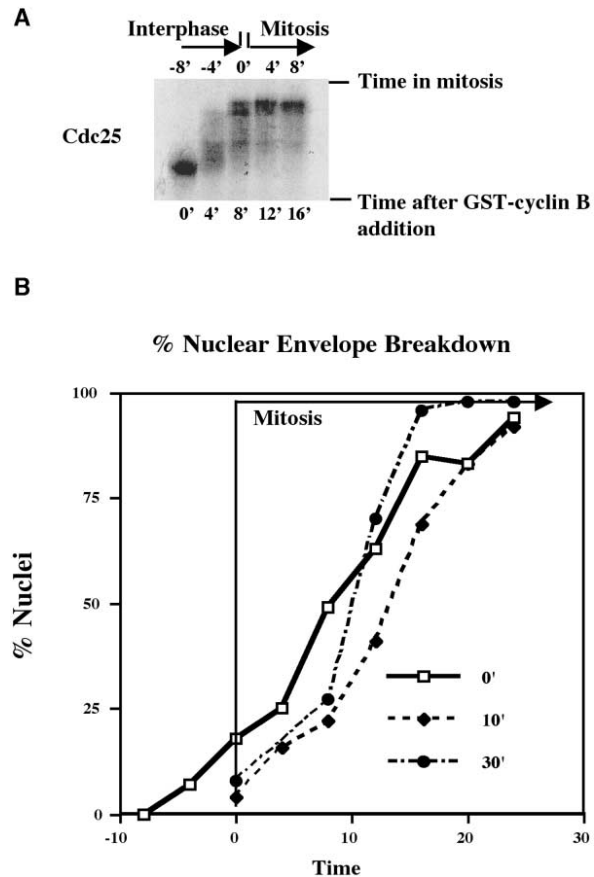 A
Interphase Mitosis
-8’ -4’ 0’ 4’ 8’
Time in mitosis
Cdc25
0’ 4’ 8’ 12’ 16’
Time after GST-cyclin B
addition
B
% Nuclear Envelope Breakdown
100
75
50
25
0
% Nuclei
Mitosis
0'
10'
30'
-10 0 10 20 30
Time